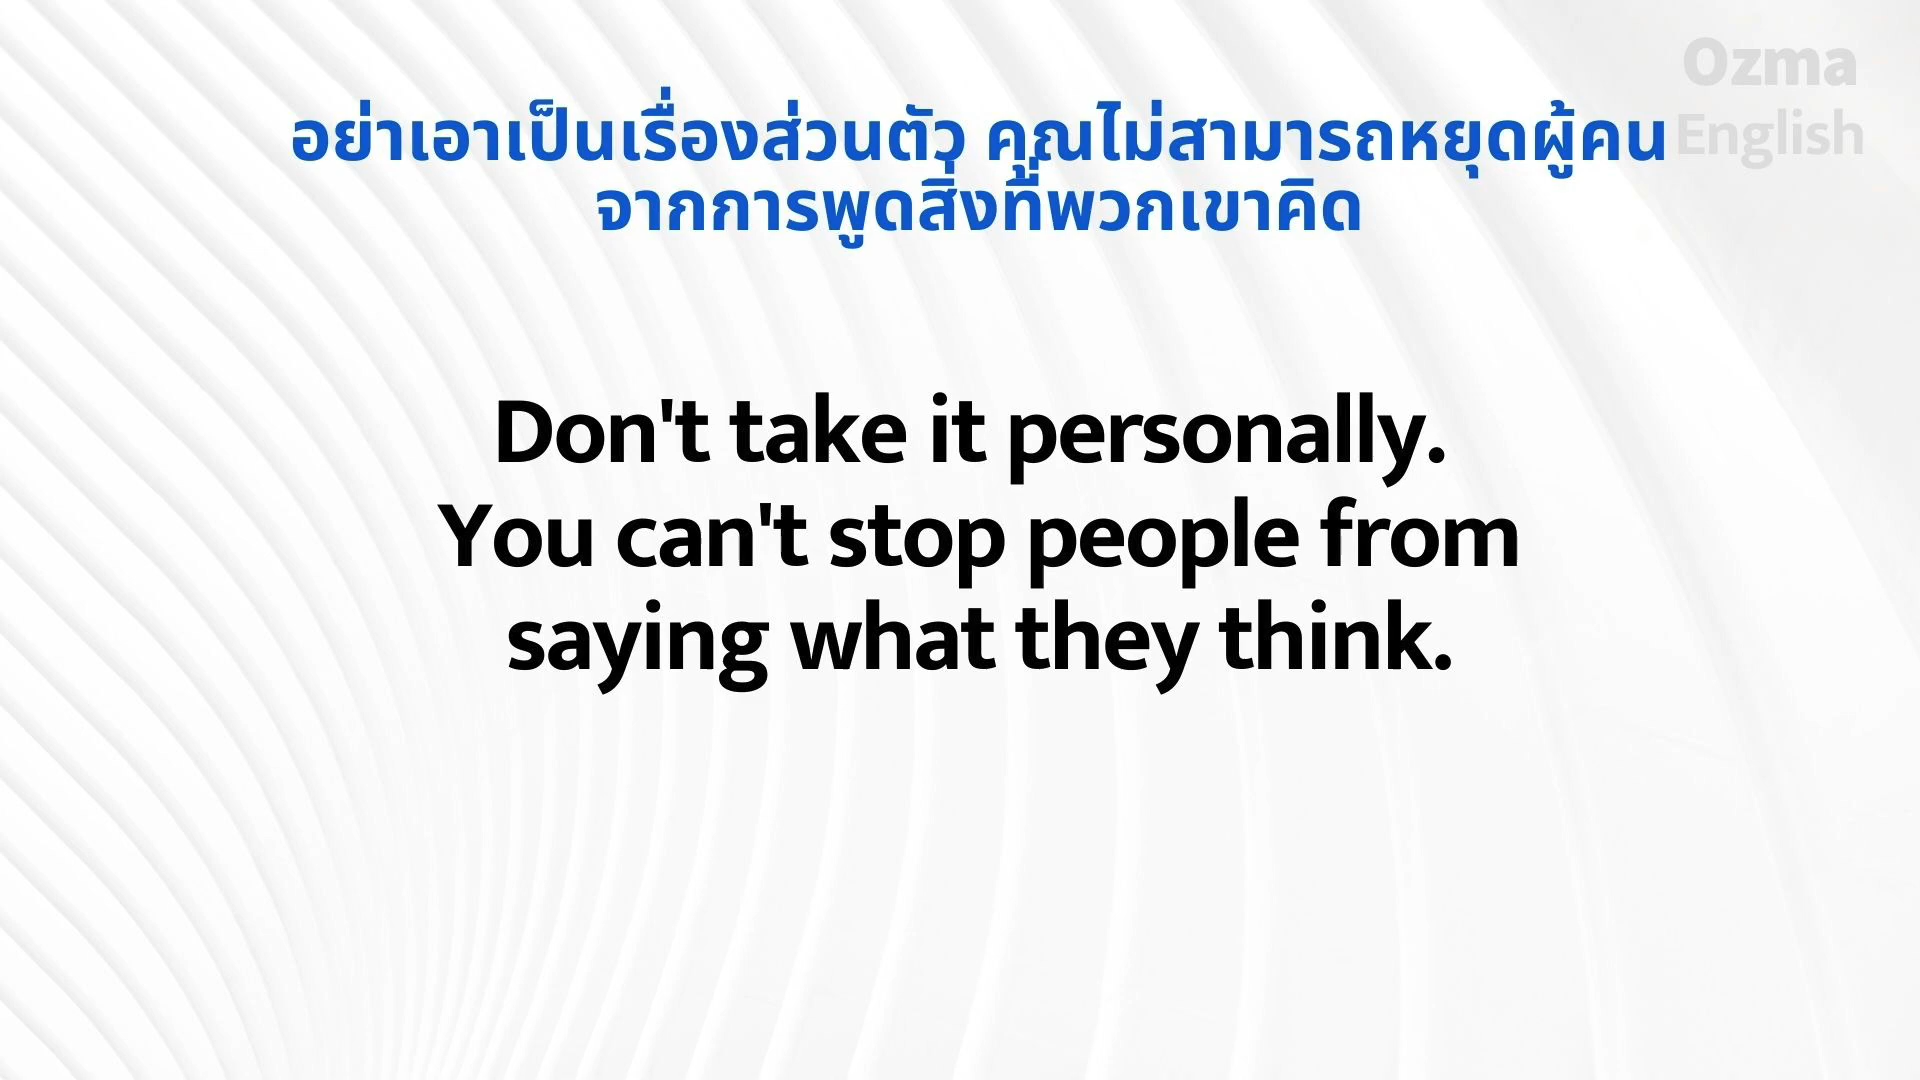 Ozma
English
อย่าเอาเป็นเรื่องส่วนตัว คุณไม่สามารถหยุดผู้คน
จากการพูดสิ่งที่พวกเขาคิด
Don't take it personally.
You can't stop people from
saying what they think.